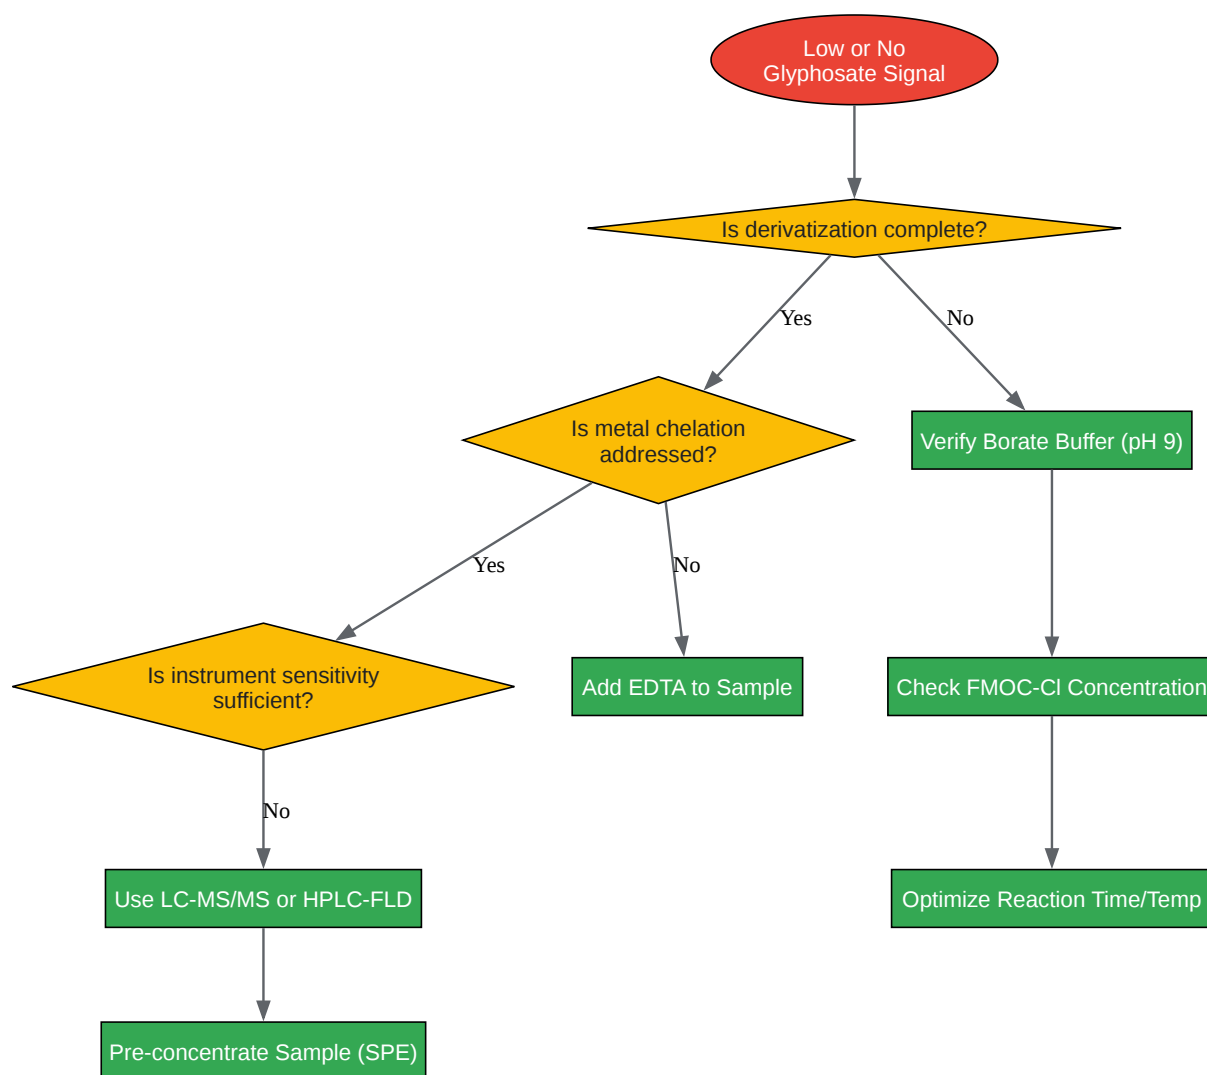 Low or No
Glyphosate Signal
Is derivatization complete?
Yes
No
Is metal chelation
addressed?
Verify Borate Buffer (pH 9)
Yes
No
Is instrument sensitivity
sufficient?
Add EDTA to Sample
Check FMOC-Cl Concentration
No
Use LC-MS/MS or HPLC-FLD
Optimize Reaction Time/Temp
Pre-concentrate Sample (SPE)